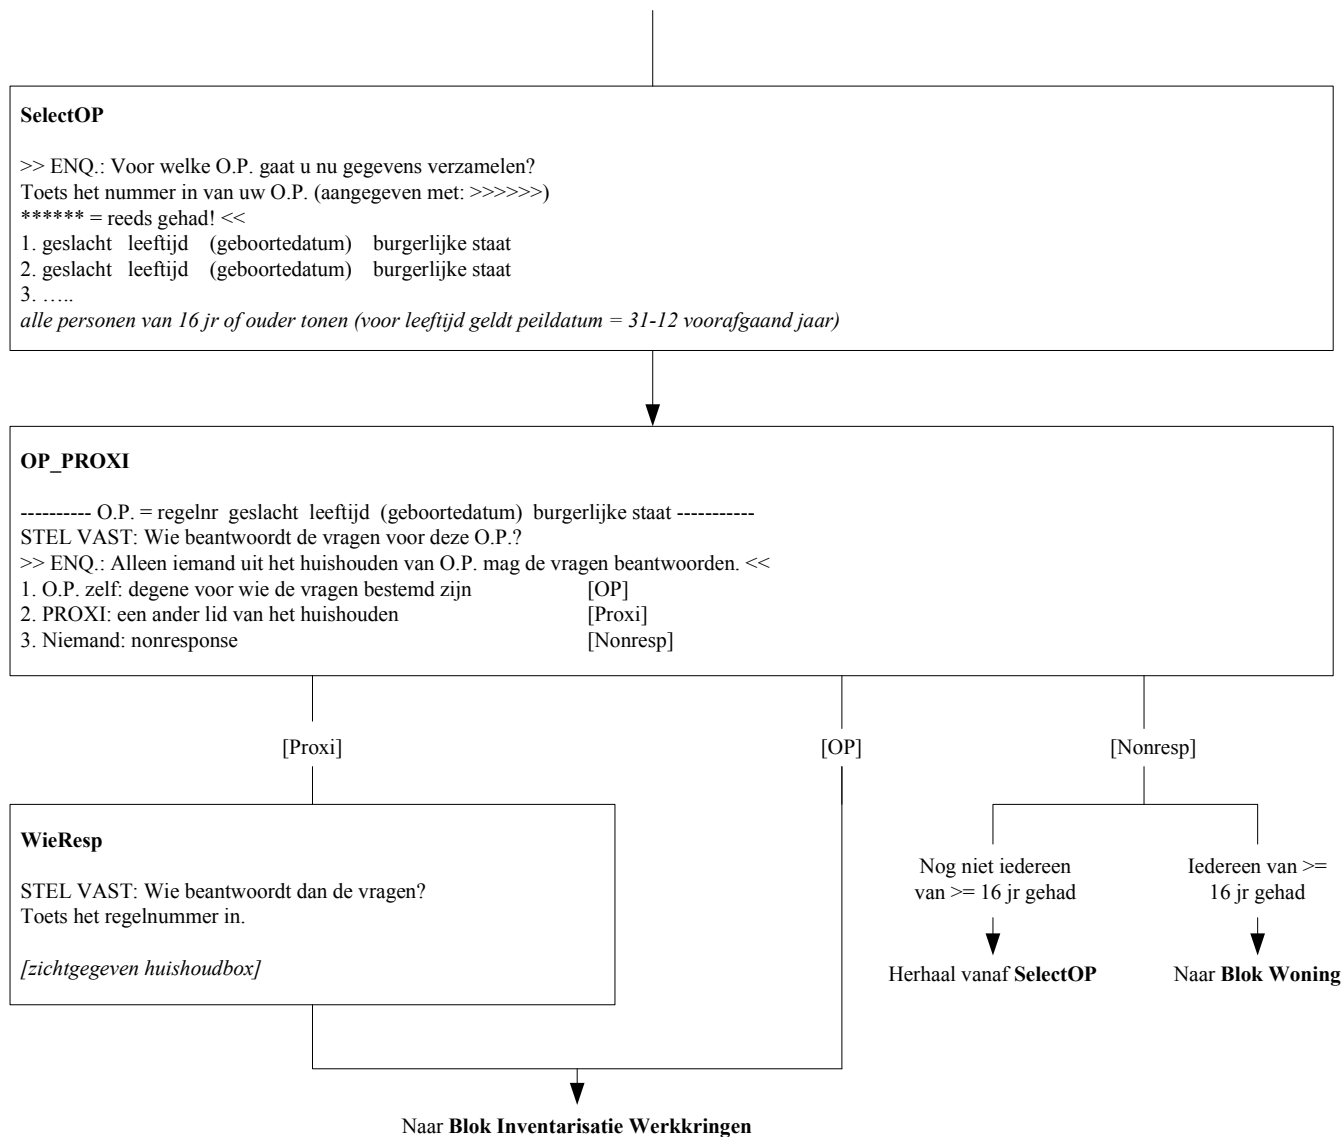 SelectOP
>> ENQ.: Voor welke O.P. gaat u nu gegevens verzamelen?
Toets het nummer in van uw O.P. (aangegeven met: >>>>>>)
****** = reeds gehad! <<
1. geslacht leeftijd (geboortedatum) burgerlijke staat
2. geslacht leeftijd (geboortedatum) burgerlijke staat
3. …..
alle personen van 16 jr of ouder tonen (voor leeftijd geldt peildatum = 31-12 voorafgaand jaar)
OP_PROXI
---------- O.P. = regelnr geslacht leeftijd (geboortedatum) burgerlijke staat -----------
STEL VAST: Wie beantwoordt de vragen voor deze O.P.?
>> ENQ.: Alleen iemand uit het huishouden van O.P. mag de vragen beantwoorden. <<
1. O.P. zelf: degene voor wie de vragen bestemd zijn [OP]
2. PROXI: een ander lid van het huishouden [Proxi]
3. Niemand: nonresponse [Nonresp]
[Proxi] [OP] [Nonresp]
WieResp
STEL VAST: Wie beantwoordt dan de vragen?
Toets het regelnummer in.
[zichtgegeven huishoudbox]
Nog niet iedereen
van >= 16 jr gehad
Iedereen van >=
16 jr gehad
Herhaal vanaf SelectOP
Naar Blok Woning
Naar Blok Inventarisatie Werkkringen